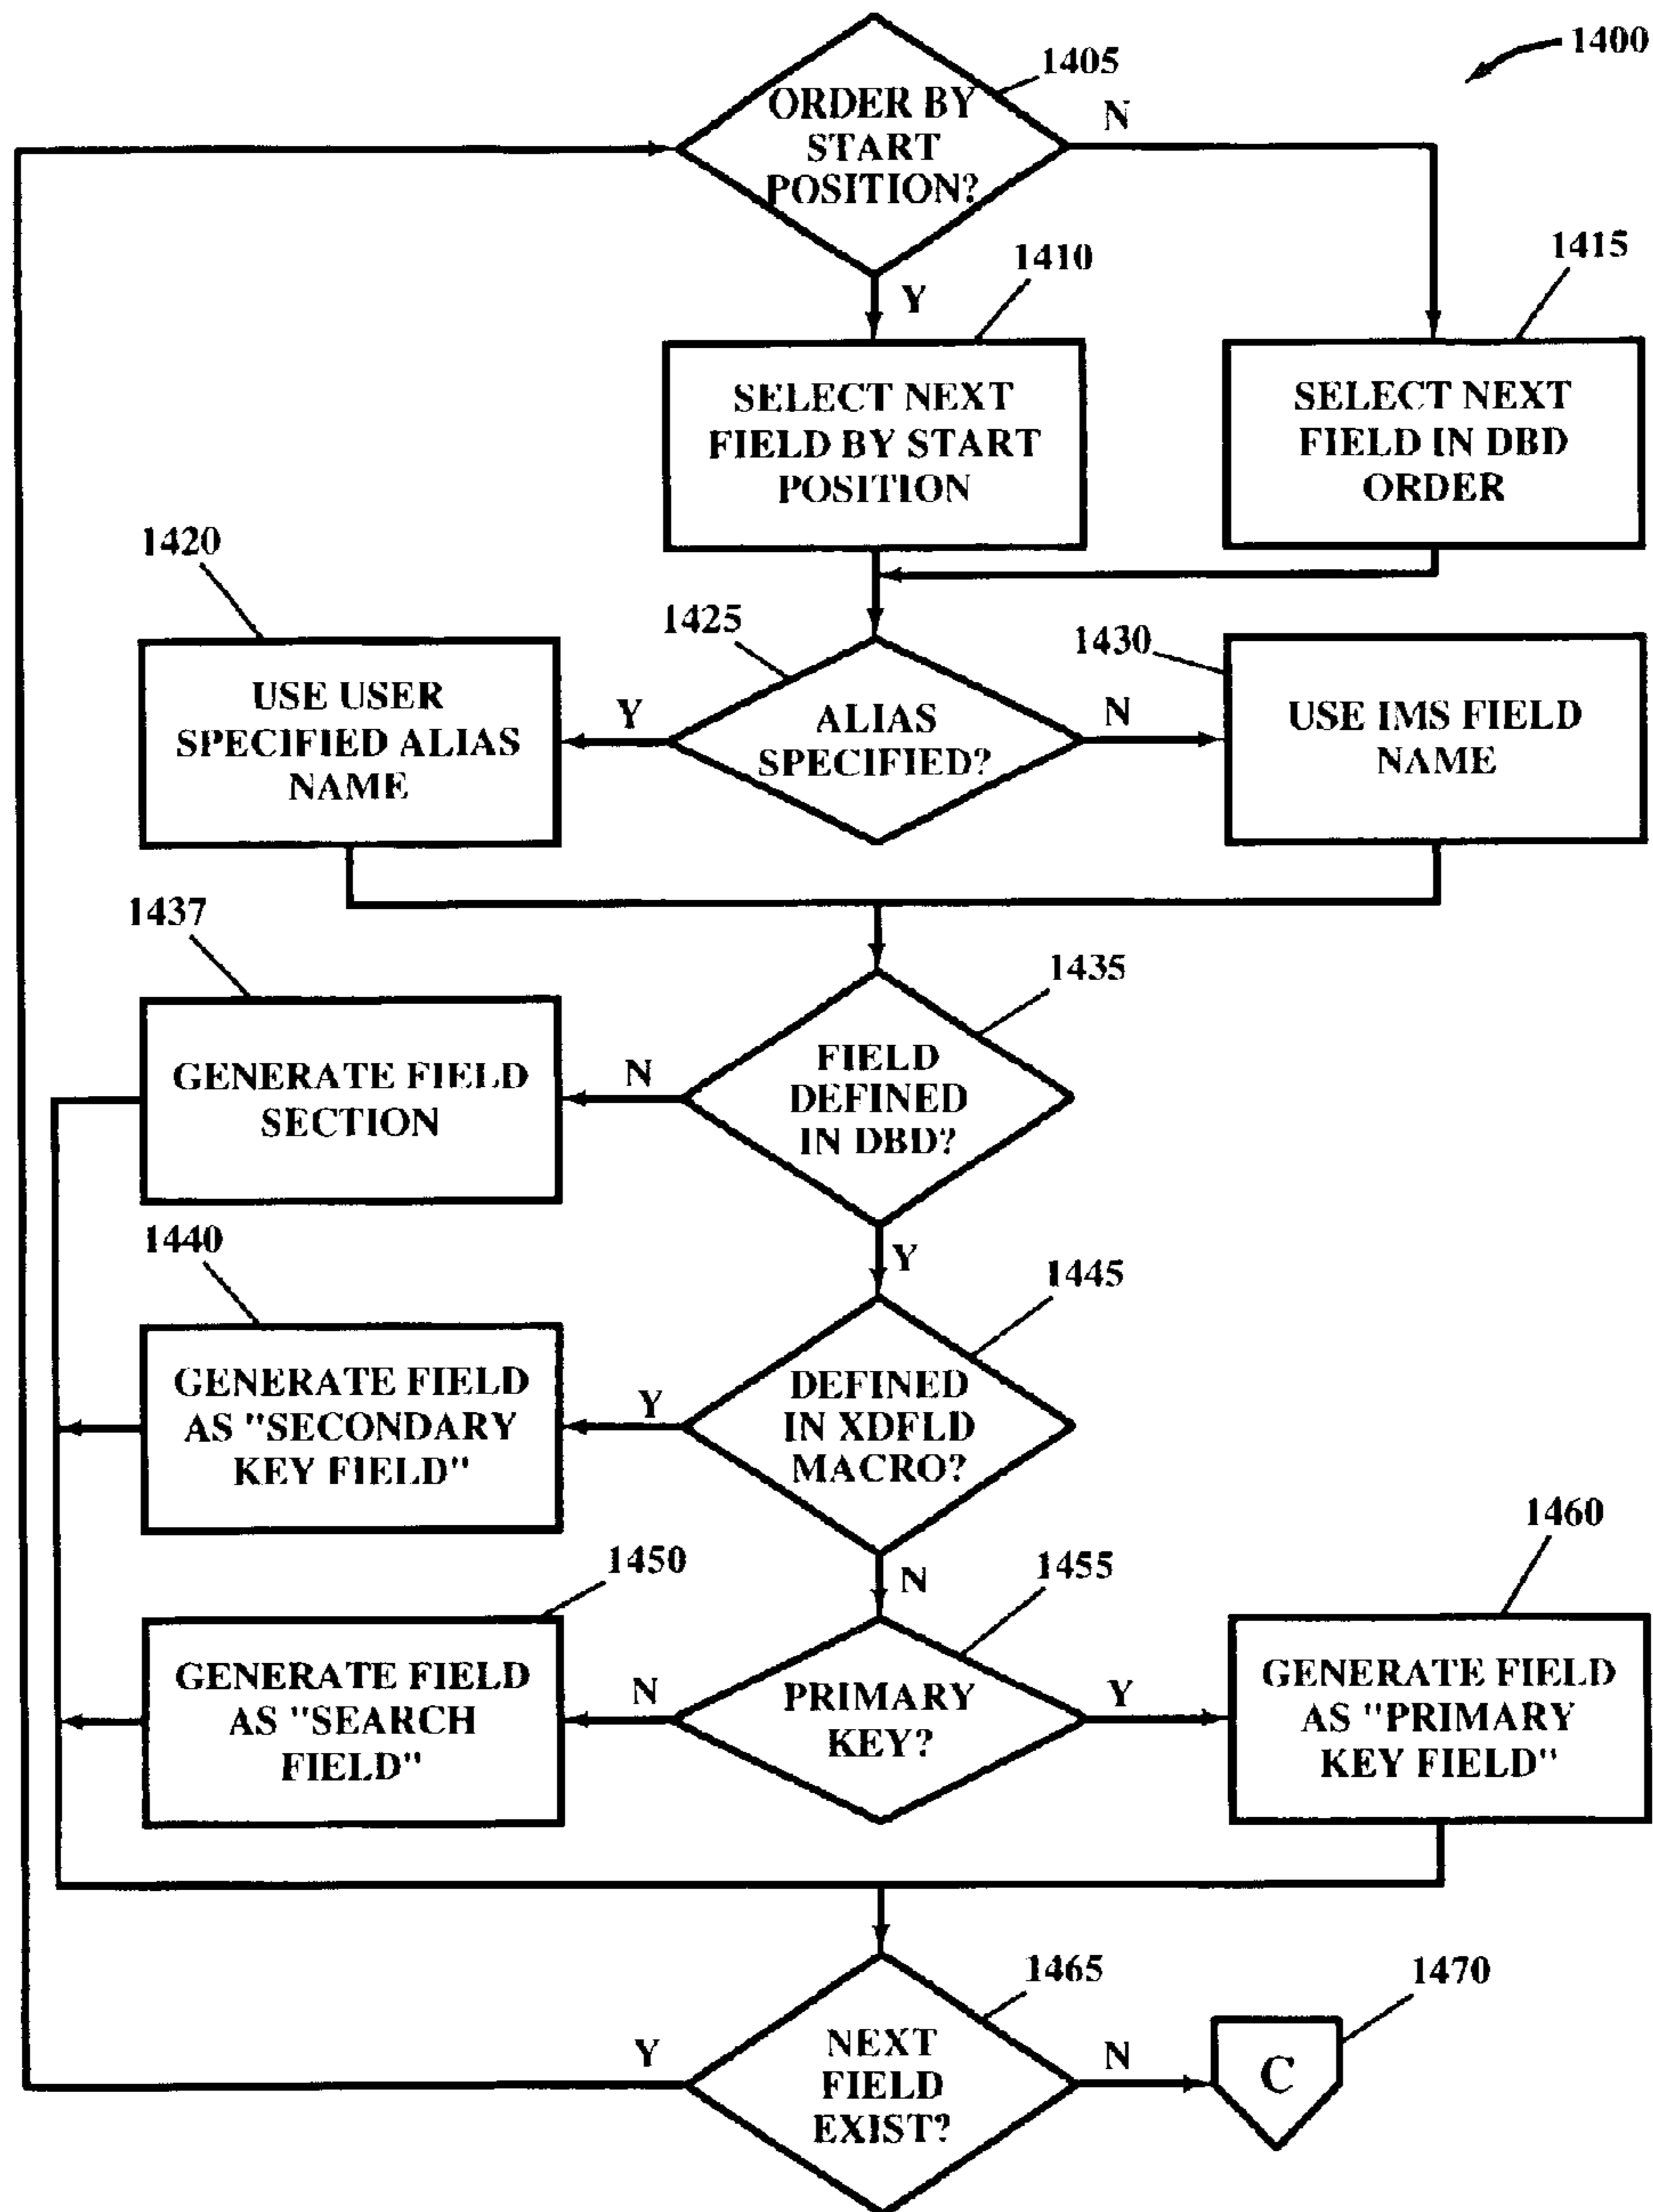 1400
1405
ORDER BY
START
POSITION?
N
Y
1410
SELECT NEXT
FIELD BY START
POSITION
1415
SELECT NEXT
FIELD IN DBD
ORDER
1420
USE USER
SPECIFIED ALIAS
NAME
1425
Y
ALIAS
SPECIFIED?
N
1430
USE IMS FIELD
NAME
1437
GENERATE FIELD
SECTION
1435
N
FIELD
DEFINED
IN DBD?
Y
1440
GENERATE FIELD
AS "SECONDARY
KEY FIELD"
1445
Y
DEFINED
IN XDFLD
MACRO?
N
1450
GENERATE FIELD
AS "SEARCH
FIELD"
1455
N
PRIMARY
KEY?
Y
1460
GENERATE FIELD
AS "PRIMARY
KEY FIELD"
1465
Y
NEXT
FIELD
EXIST?
N
1470
C